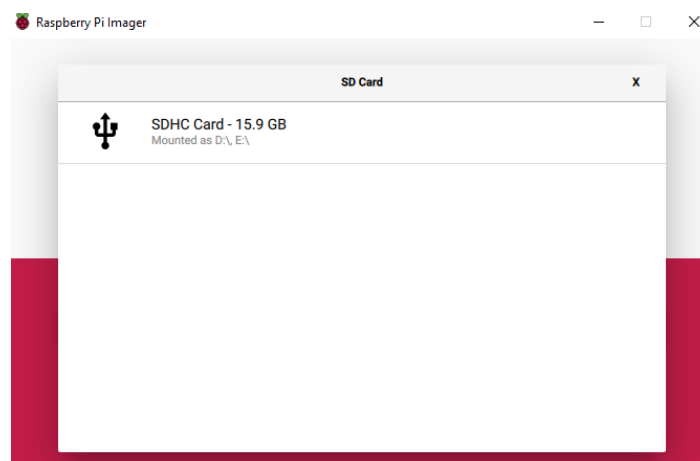 Raspberry Pi Imager
SD Card
X
SDHC Card - 15.9 GB
Mounted as D:\, E:\